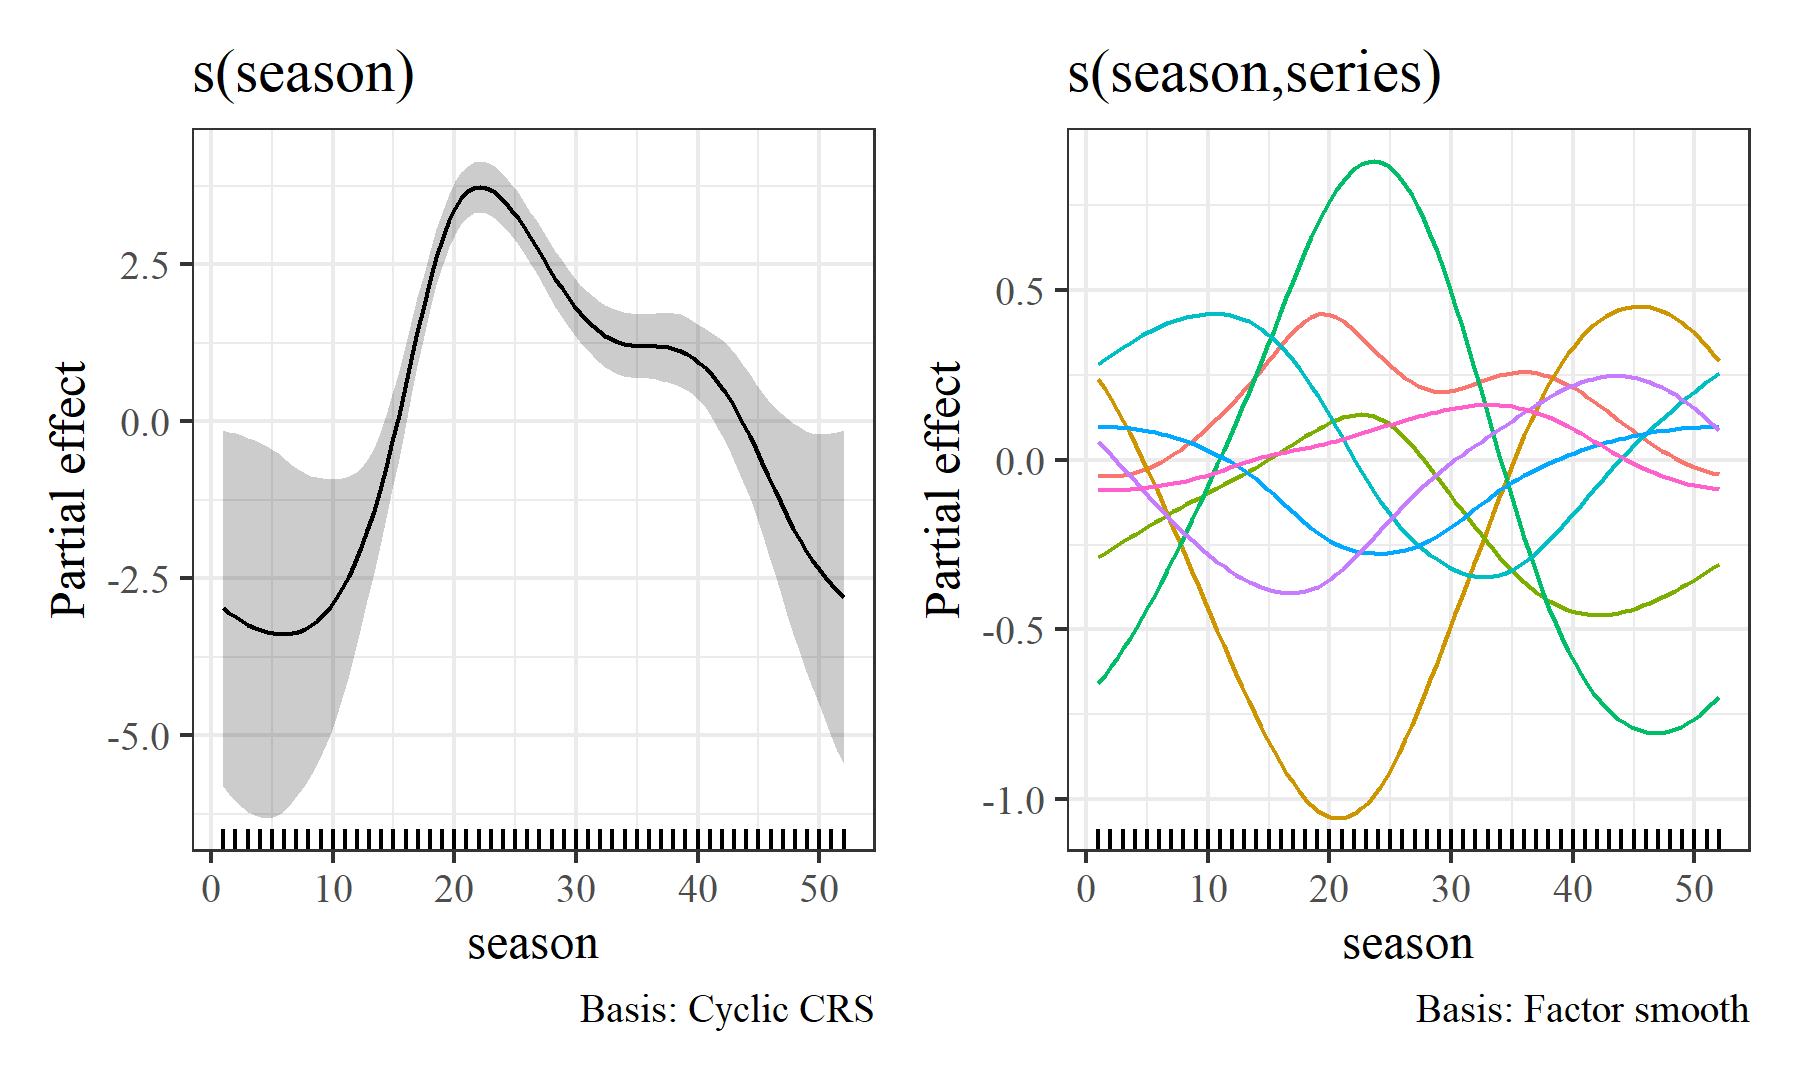 s(season)
Partial effect
2.5
0.0
-2.5
-5.0
0 10 20 30 40 50
season
Basis: Cyclic CRS
s(season,series)
Partial effect
0.5
0.0
-0.5
-1.0
0 10 20 30 40 50
season
Basis: Factor smooth